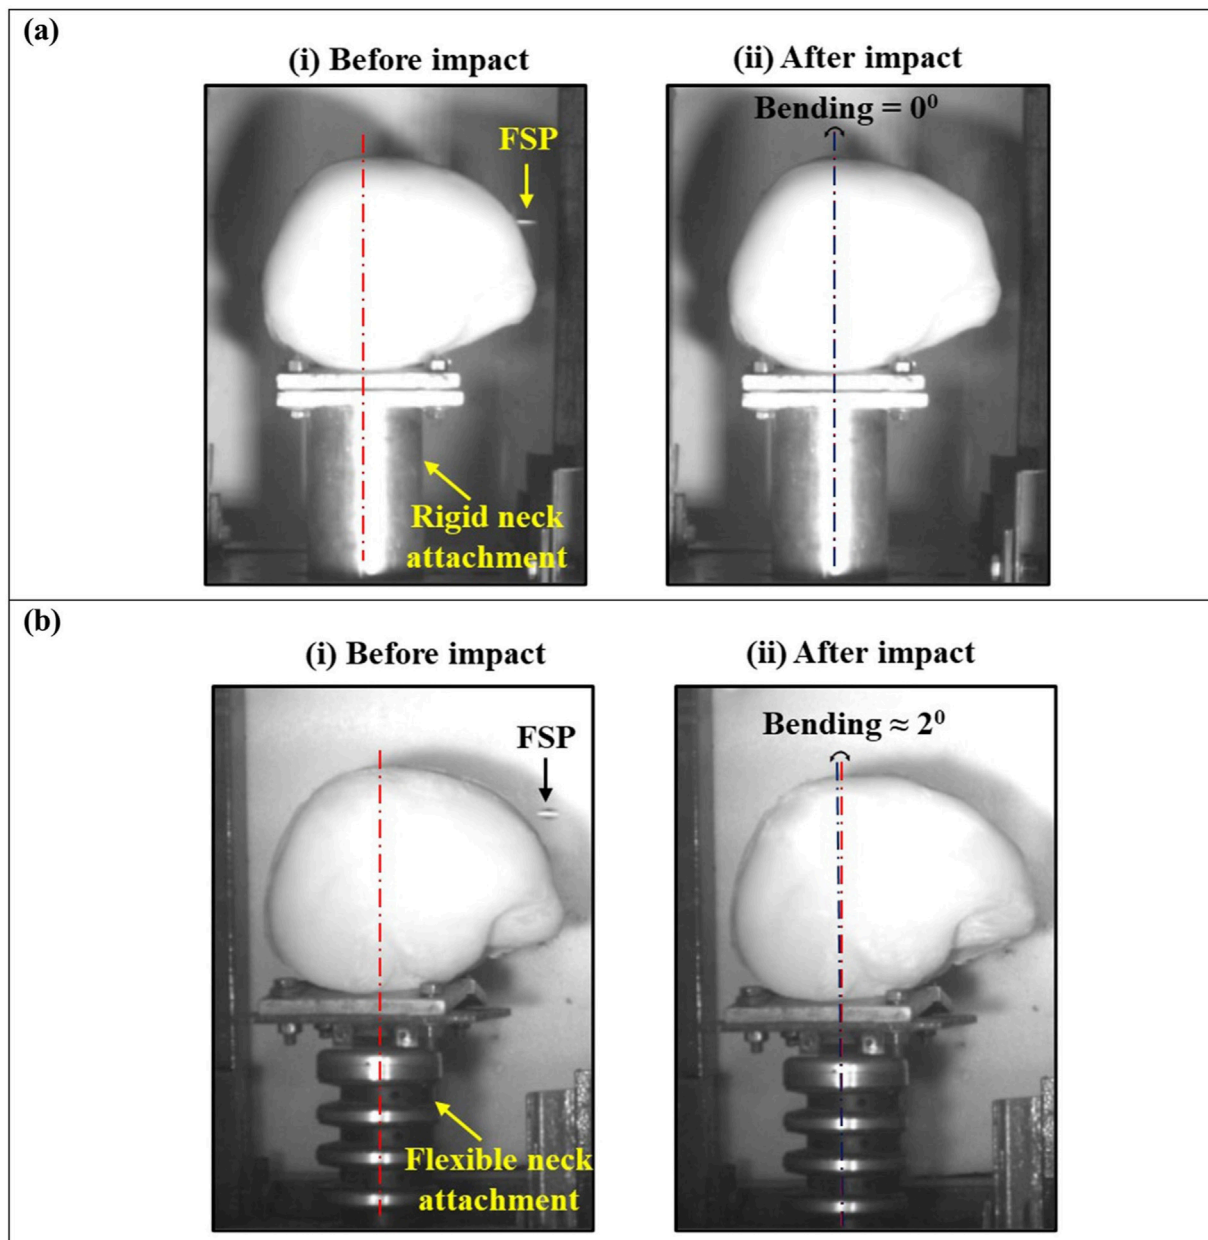 (a)
(i) Before impact
(ii) After impact
Bending = 0⁰
FSP
Rigid neck
attachment
(b)
(i) Before impact
(ii) After impact
FSP
Bending ≈ 2⁰
Flexible neck
attachment